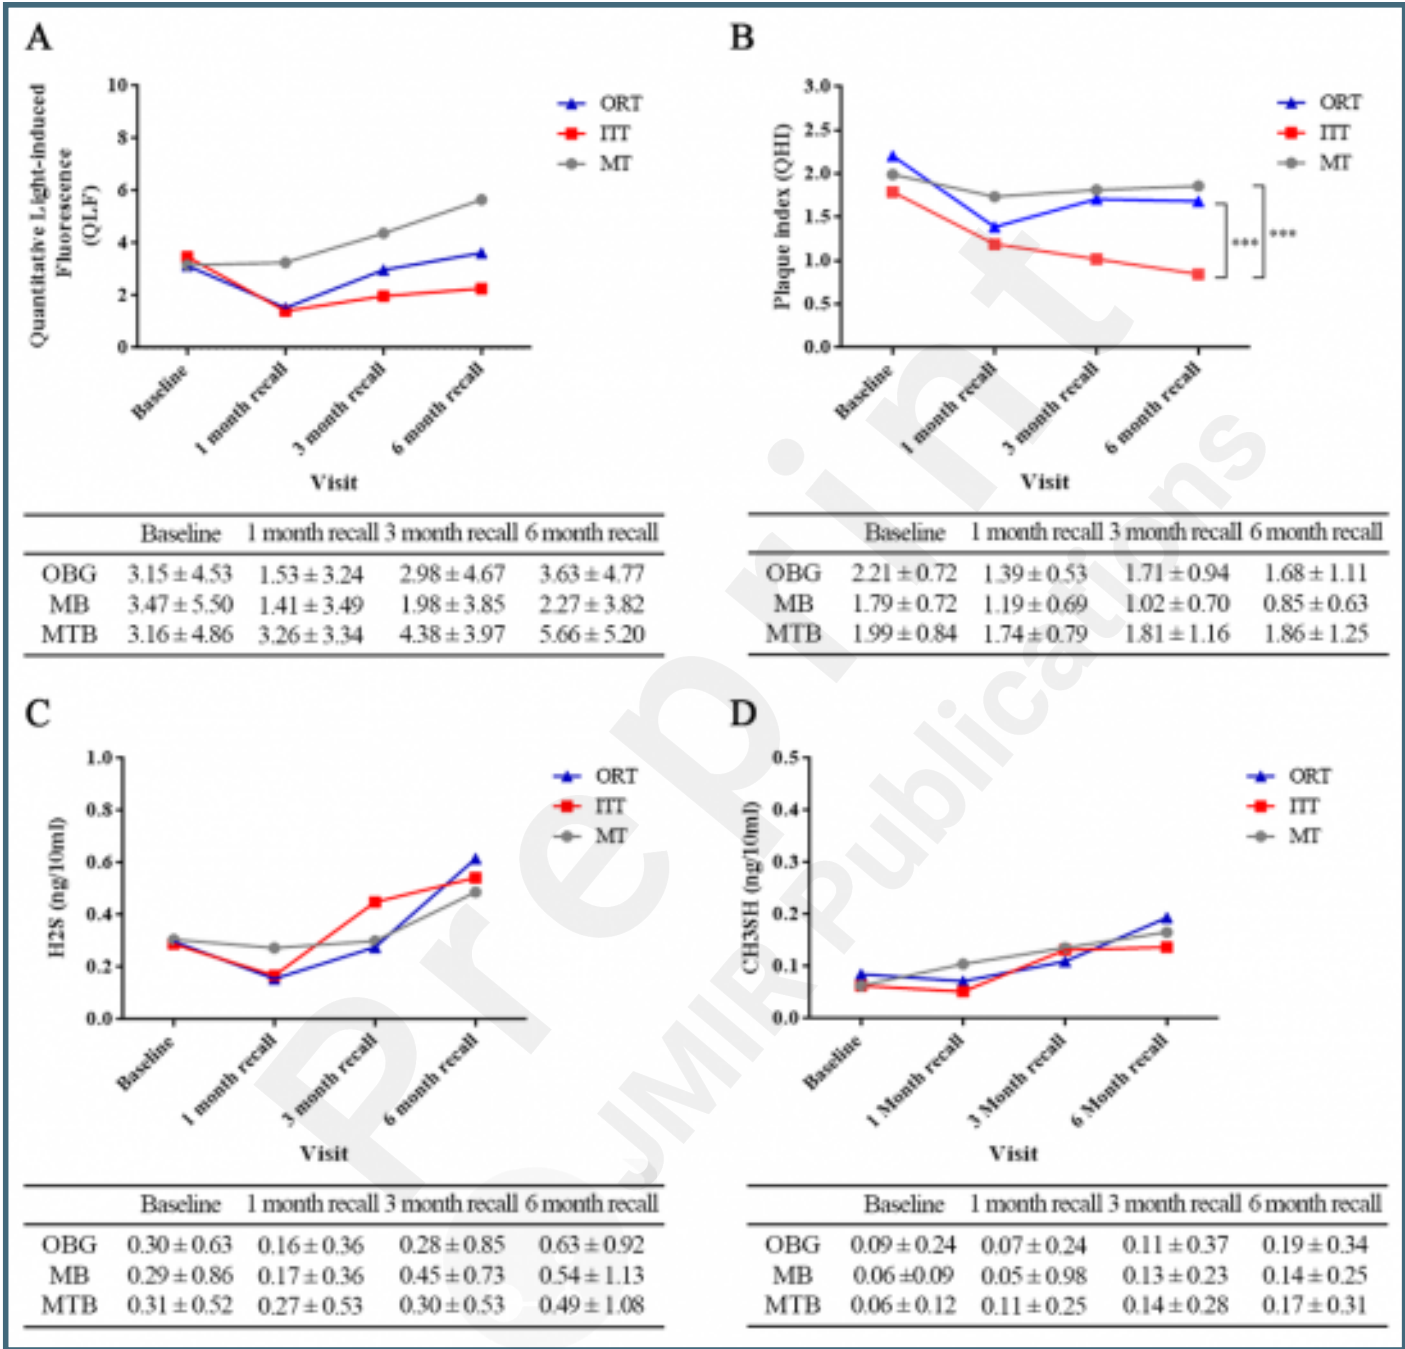 A
Quantitative Light-induced
Fluorescence
(QLF)
10
8
6
4
2
0
ORT
ITT
MT
Baseline
1 month recall
3 month recall
6 month recall
Visit
Baseline 1 month recall 3 month recall 6 month recall
OBG 3.15 ± 4.53 1.53 ± 3.24 2.98 ± 4.67 3.63 ± 4.77
MB 3.47 ± 5.50 1.41 ± 3.49 1.98 ± 3.85 2.27 ± 3.82
MTB 3.16 ± 4.86 3.26 ± 3.34 4.38 ± 3.97 5.66 ± 5.20
B
Plaque index (QHI)
3.0
2.5
2.0
1.5
1.0
0.5
0.0
ORT
ITT
MT
***
***
Baseline
1 month recall
3 month recall
6 month recall
Visit
Baseline 1 month recall 3 month recall 6 month recall
OBG 2.21 ± 0.72 1.39 ± 0.53 1.71 ± 0.94 1.68 ± 1.11
MB 1.79 ± 0.72 1.19 ± 0.69 1.02 ± 0.70 0.85 ± 0.63
MTB 1.99 ± 0.84 1.74 ± 0.79 1.81 ± 1.16 1.86 ± 1.25
C
H2S (ng/10ml)
1.0
0.8
0.6
0.4
0.2
0.0
ORT
ITT
MT
Baseline
1 month recall
3 month recall
6 month recall
Visit
Baseline 1 month recall 3 month recall 6 month recall
OBG 0.30 ± 0.63 0.16 ± 0.36 0.28 ± 0.85 0.63 ± 0.92
MB 0.29 ± 0.86 0.17 ± 0.36 0.45 ± 0.73 0.54 ± 1.13
MTB 0.31 ± 0.52 0.27 ± 0.53 0.30 ± 0.53 0.49 ± 1.08
D
CH3SH (ng/10ml)
0.5
0.4
0.3
0.2
0.1
0.0
ORT
ITT
MT
Baseline
1 Month recall
3 Month recall
6 Month recall
Visit
Baseline 1 month recall 3 month recall 6 month recall
OBG 0.09 ± 0.24 0.07 ± 0.24 0.11 ± 0.37 0.19 ± 0.34
MB 0.06 ±0.09 0.05 ± 0.98 0.13 ± 0.23 0.14 ± 0.25
MTB 0.06 ± 0.12 0.11 ± 0.25 0.14 ± 0.28 0.17 ± 0.31
Preprint
JMIR Publications